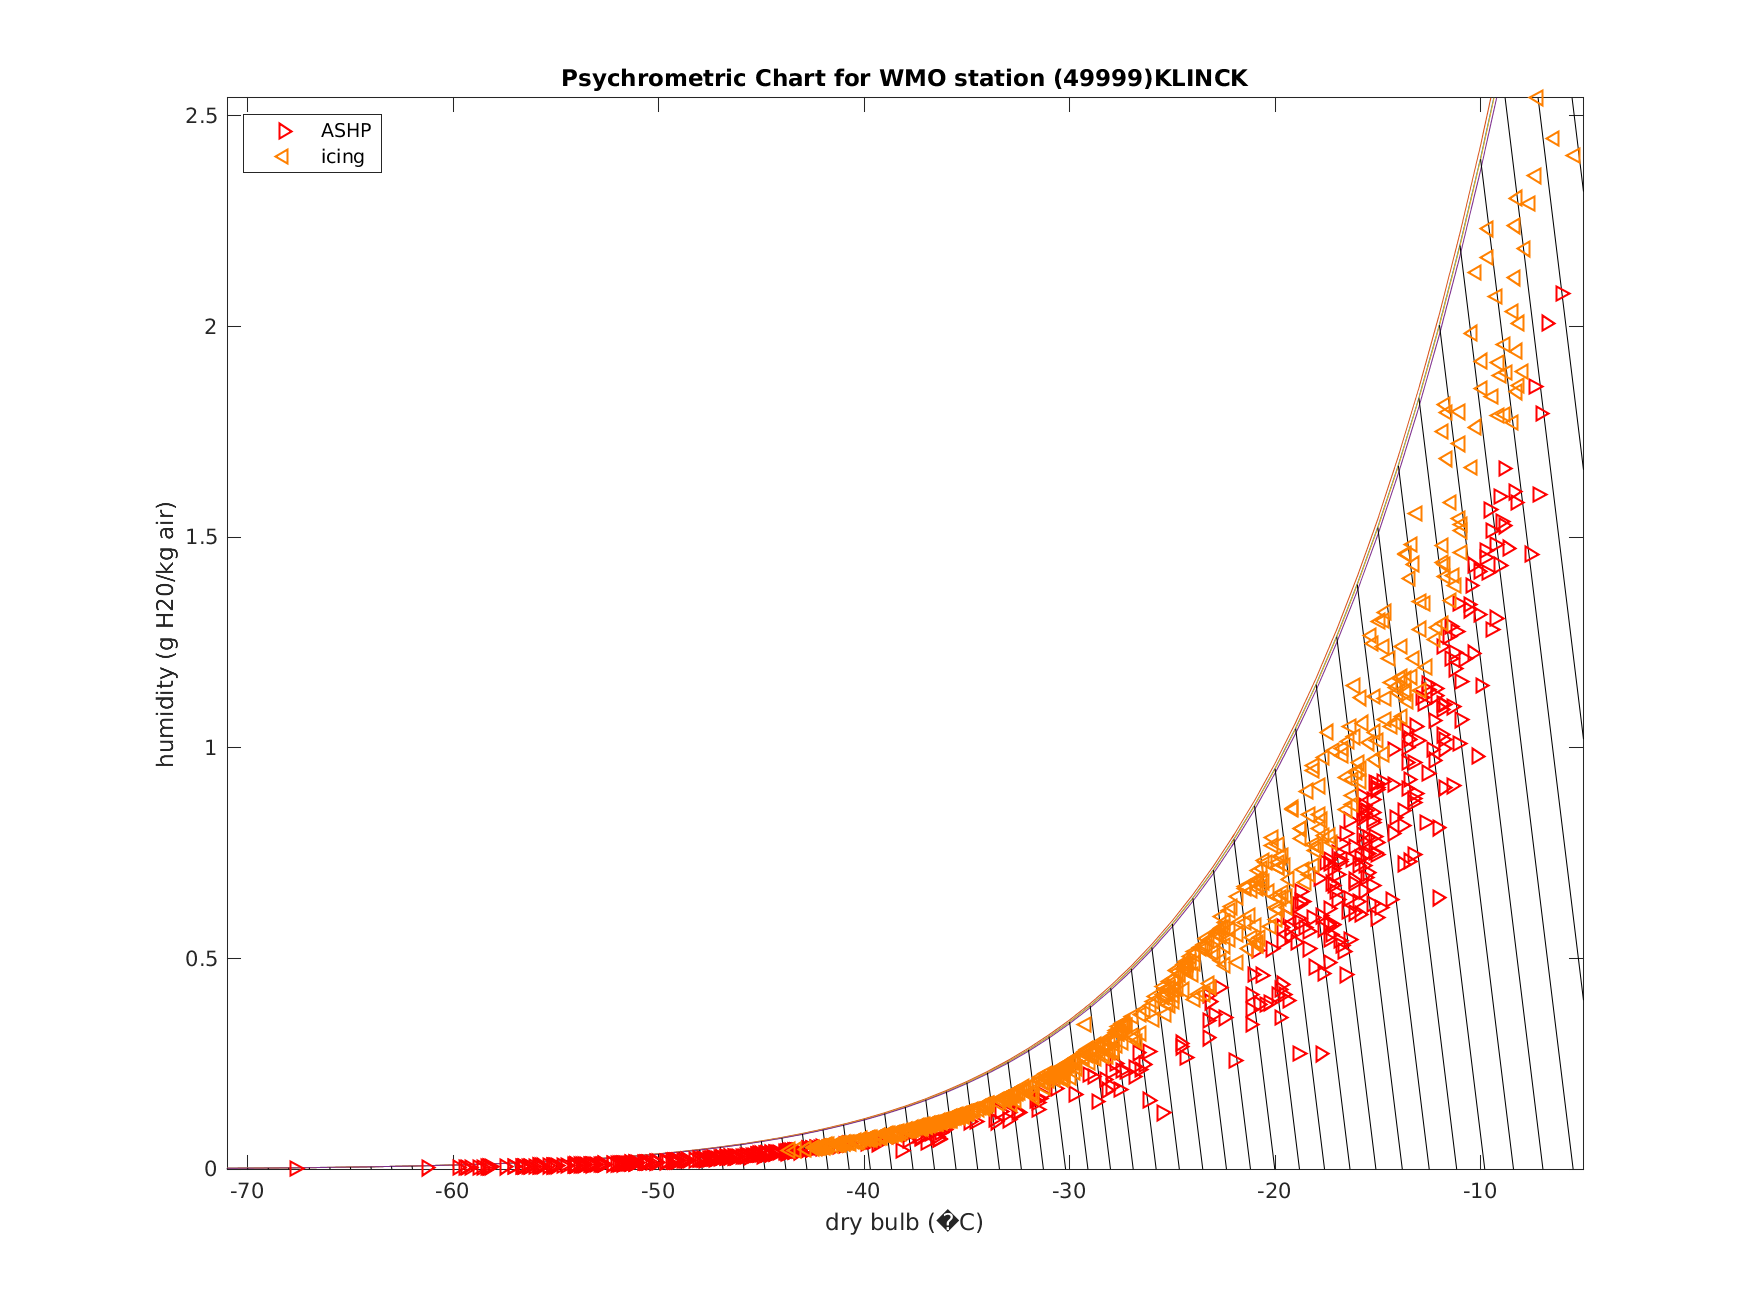 Psychrometric Chart for WMO station (49999)KLINCK
ASHP
icing
2.5
2
1.5
1
0.5
0
humidity (g H20/kg air)
-70 -60 -50 -40 -30 -20 -10
dry bulb (�C)